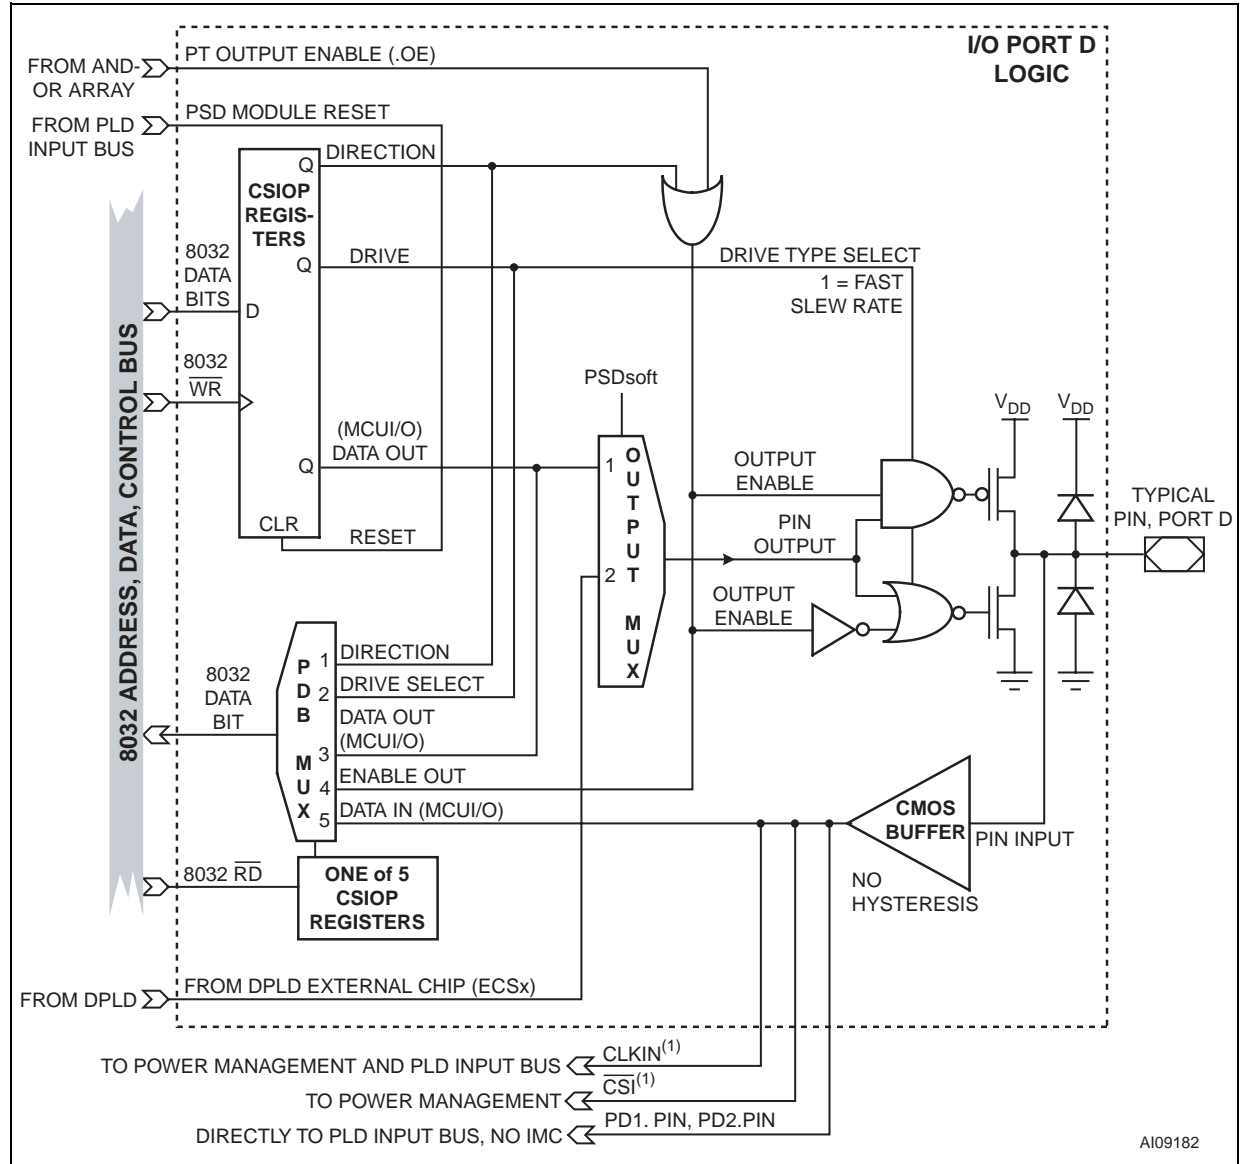 I/O PORT D
LOGIC
FROM AND-
OR ARRAY
PT OUTPUT ENABLE (.OE)
FROM PLD
INPUT BUS
PSD MODULE RESET
8032 ADDRESS, DATA, CONTROL BUS
8032
DATA
BITS
8032
WR
CSIOP
REGIS-
TERS
Q
Q
D
Q
CLR
DIRECTION
DRIVE
(MCUI/O)
DATA OUT
RESET
DRIVE TYPE SELECT
1 = FAST
SLEW RATE
PSDsoft
1
2
OUTPUT MUX
OUTPUT
ENABLE
PIN
OUTPUT
OUTPUT
ENABLE
VDD
VDD
TYPICAL
PIN, PORT D
8032
DATA
BIT
PDB MUX
1
DIRECTION
2
DRIVE SELECT
DATA OUT
3
(MCUI/O)
4
ENABLE OUT
5
DATA IN (MCUI/O)
CMOS
BUFFER
PIN INPUT
NO
HYSTERESIS
8032 RD
ONE of 5
CSIOP
REGISTERS
FROM DPLD
FROM DPLD EXTERNAL CHIP (ECSx)
TO POWER MANAGEMENT AND PLD INPUT BUS
CLKIN(1)
TO POWER MANAGEMENT
CSI(1)
DIRECTLY TO PLD INPUT BUS, NO IMC
PD1. PIN, PD2.PIN
AI09182